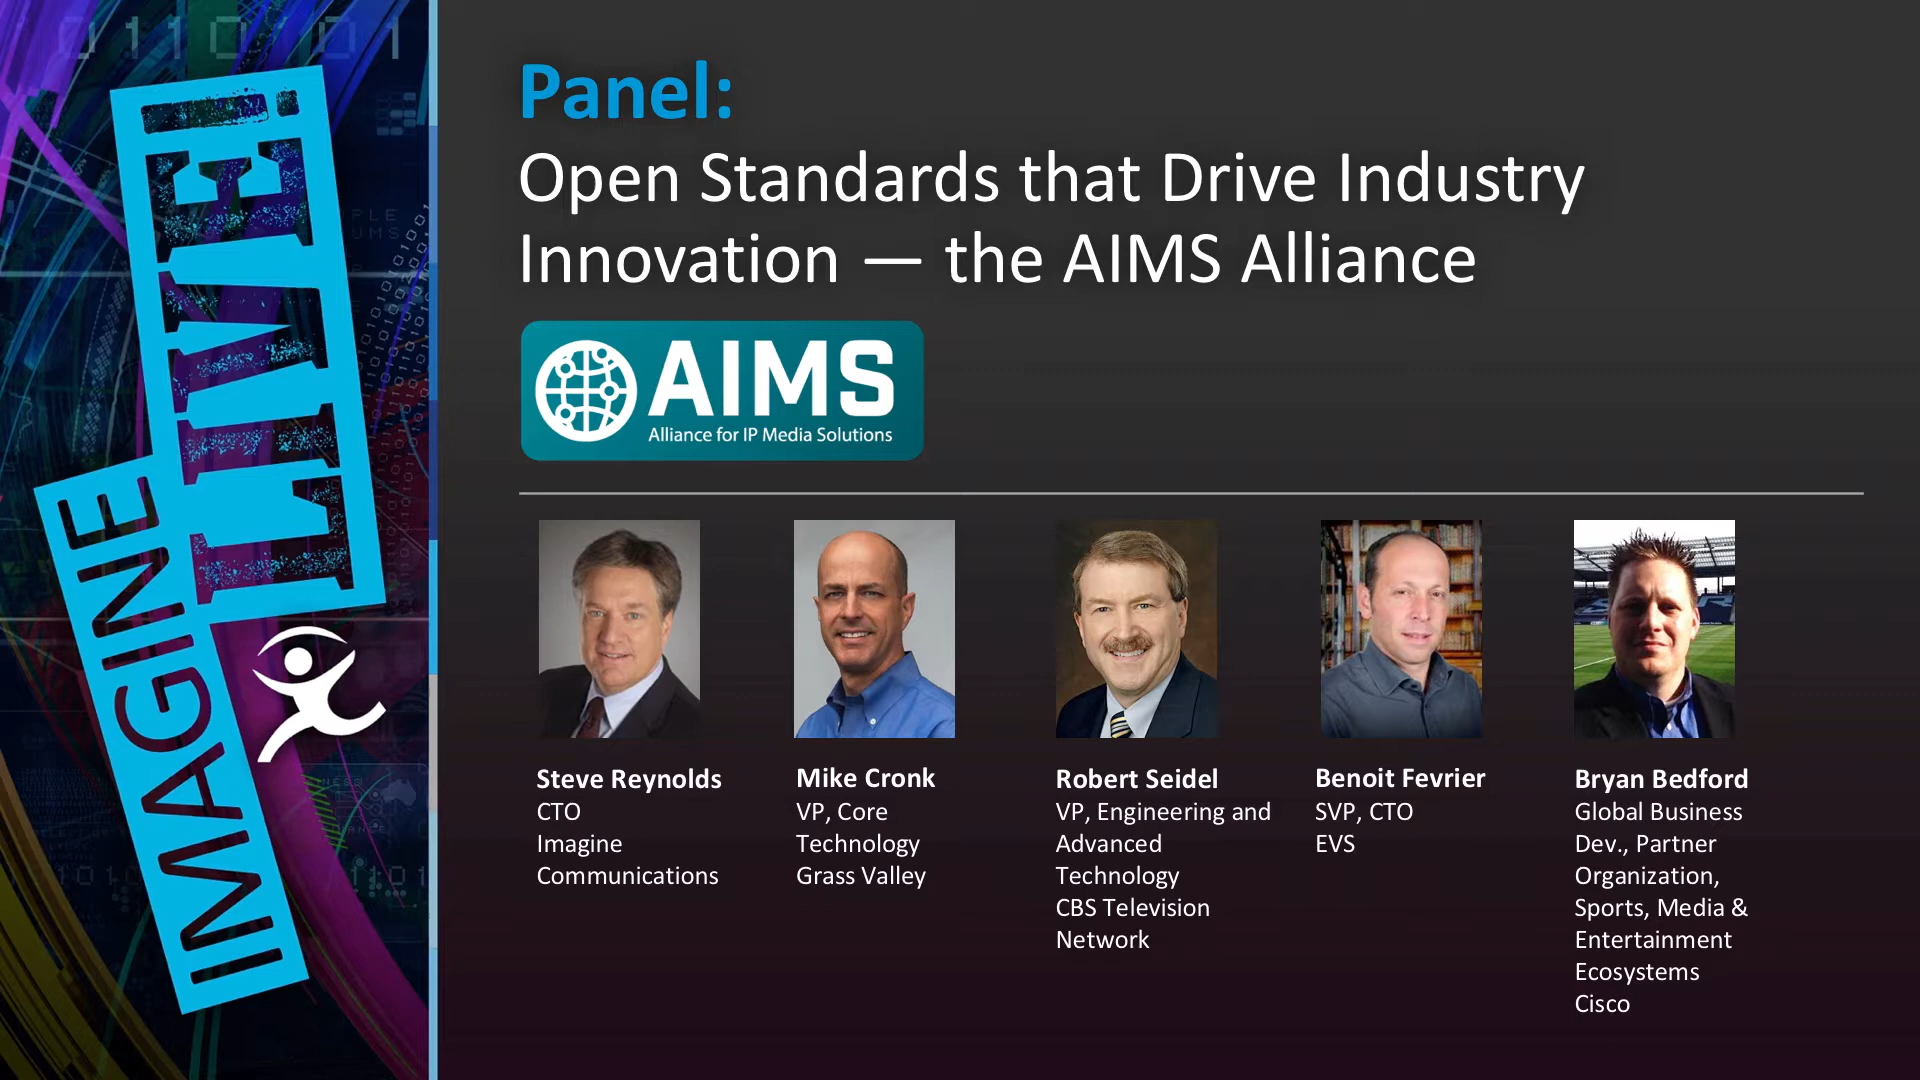 IMAGINE
LIVE!
Panel:
Open Standards that Drive Industry
Innovation — the AIMS Alliance
AIMS
Alliance for IP Media Solutions
Steve Reynolds
CTO
Imagine
Communications
Mike Cronk
VP, Core
Technology
Grass Valley
Robert Seidel
VP, Engineering and
Advanced
Technology
CBS Television
Network
Benoit Fevrier
SVP, CTO
EVS
Bryan Bedford
Global Business
Dev., Partner
Organization,
Sports, Media &
Entertainment
Ecosystems
Cisco